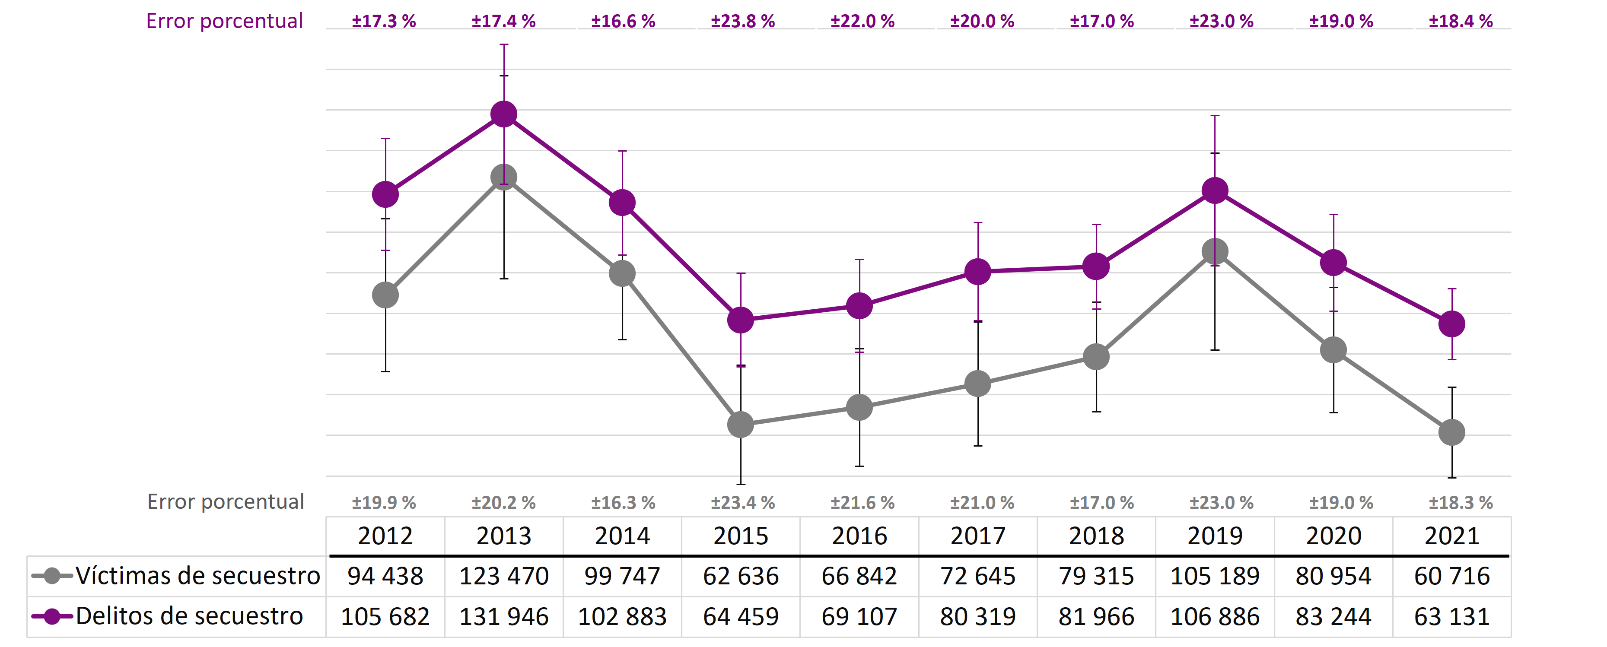 Error porcentual ±17.3 % ±17.4 % ±16.6 % ±23.8 % ±22.0 % ±20.0 % ±17.0 % ±23.0 % ±19.0 % ±18.4 %
Error porcentual ±19.9 % ±20.2 % ±16.3 % ±23.4 % ±21.6 % ±21.0 % ±17.0 % ±23.0 % ±19.0 % ±18.3 %
2012 2013 2014 2015 2016 2017 2018 2019 2020 2021
Víctimas de secuestro 94 438 123 470 99 747 62 636 66 842 72 645 79 315 105 189 80 954 60 716
Delitos de secuestro 105 682 131 946 102 883 64 459 69 107 80 319 81 966 106 886 83 244 63 131